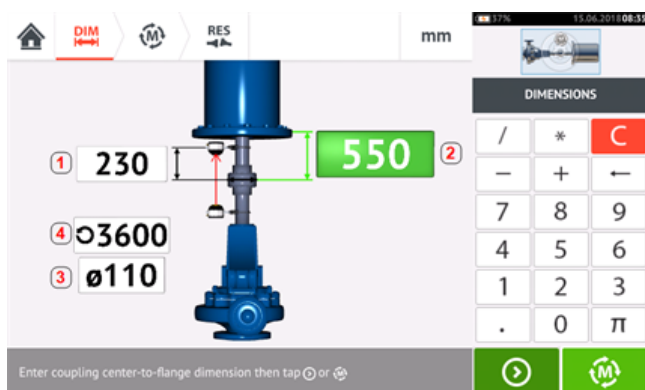 DIM
M
RES
mm
37%
15.06.2018 08:35
DIMENSIONS
1 230
550 2
4 3600
3 ø110
/ * C
− + ←
7 8 9
4 5 6
1 2 3
. 0 π
Enter coupling center-to-flange dimension then tap or M
M